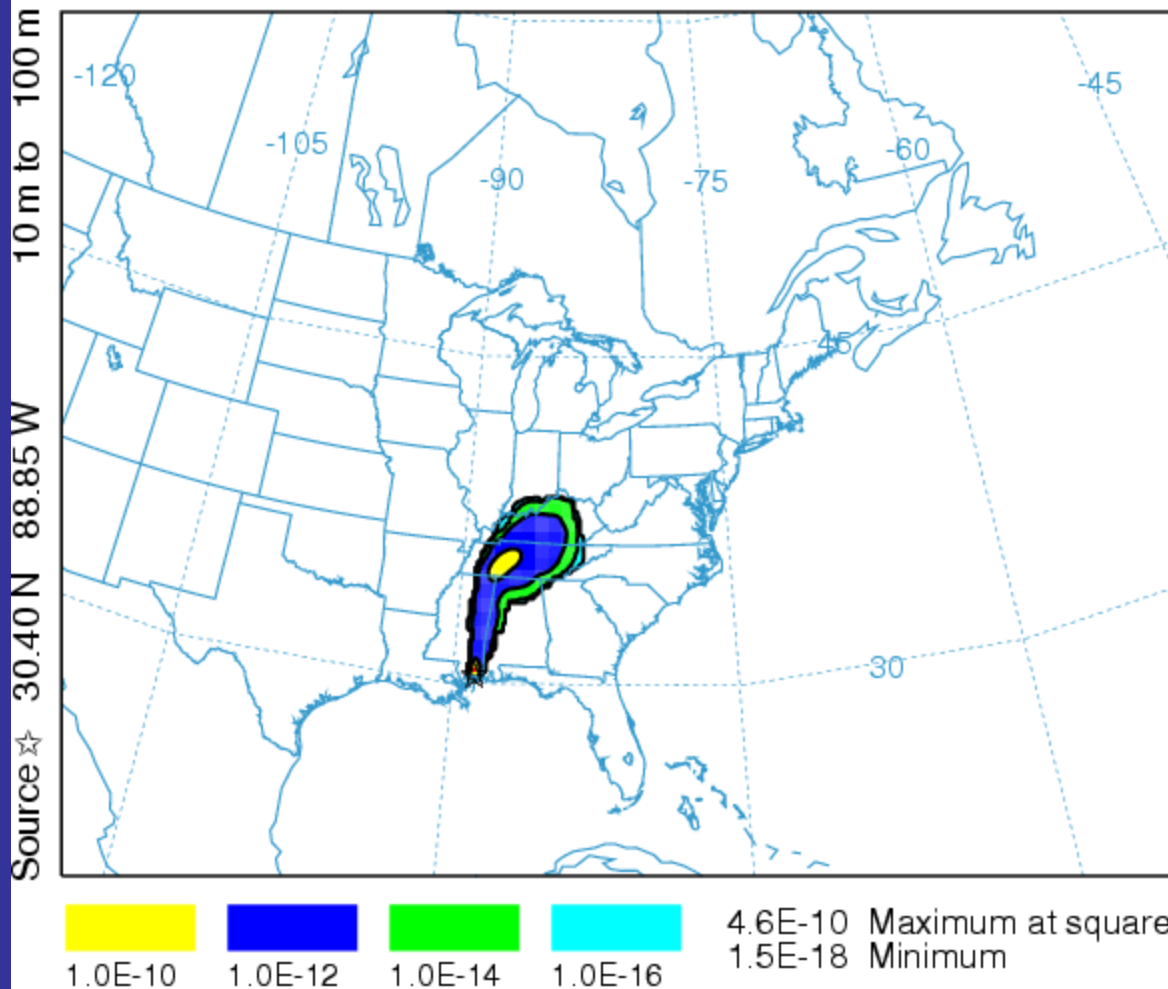 Source ☆ 30.40 N 88.85 W 10 m to 100 m
-120
-105
-90
-75
-60
-45
45
30
1.0E-10
1.0E-12
1.0E-14
1.0E-16
4.6E-10 Maximum at square
1.5E-18 Minimum